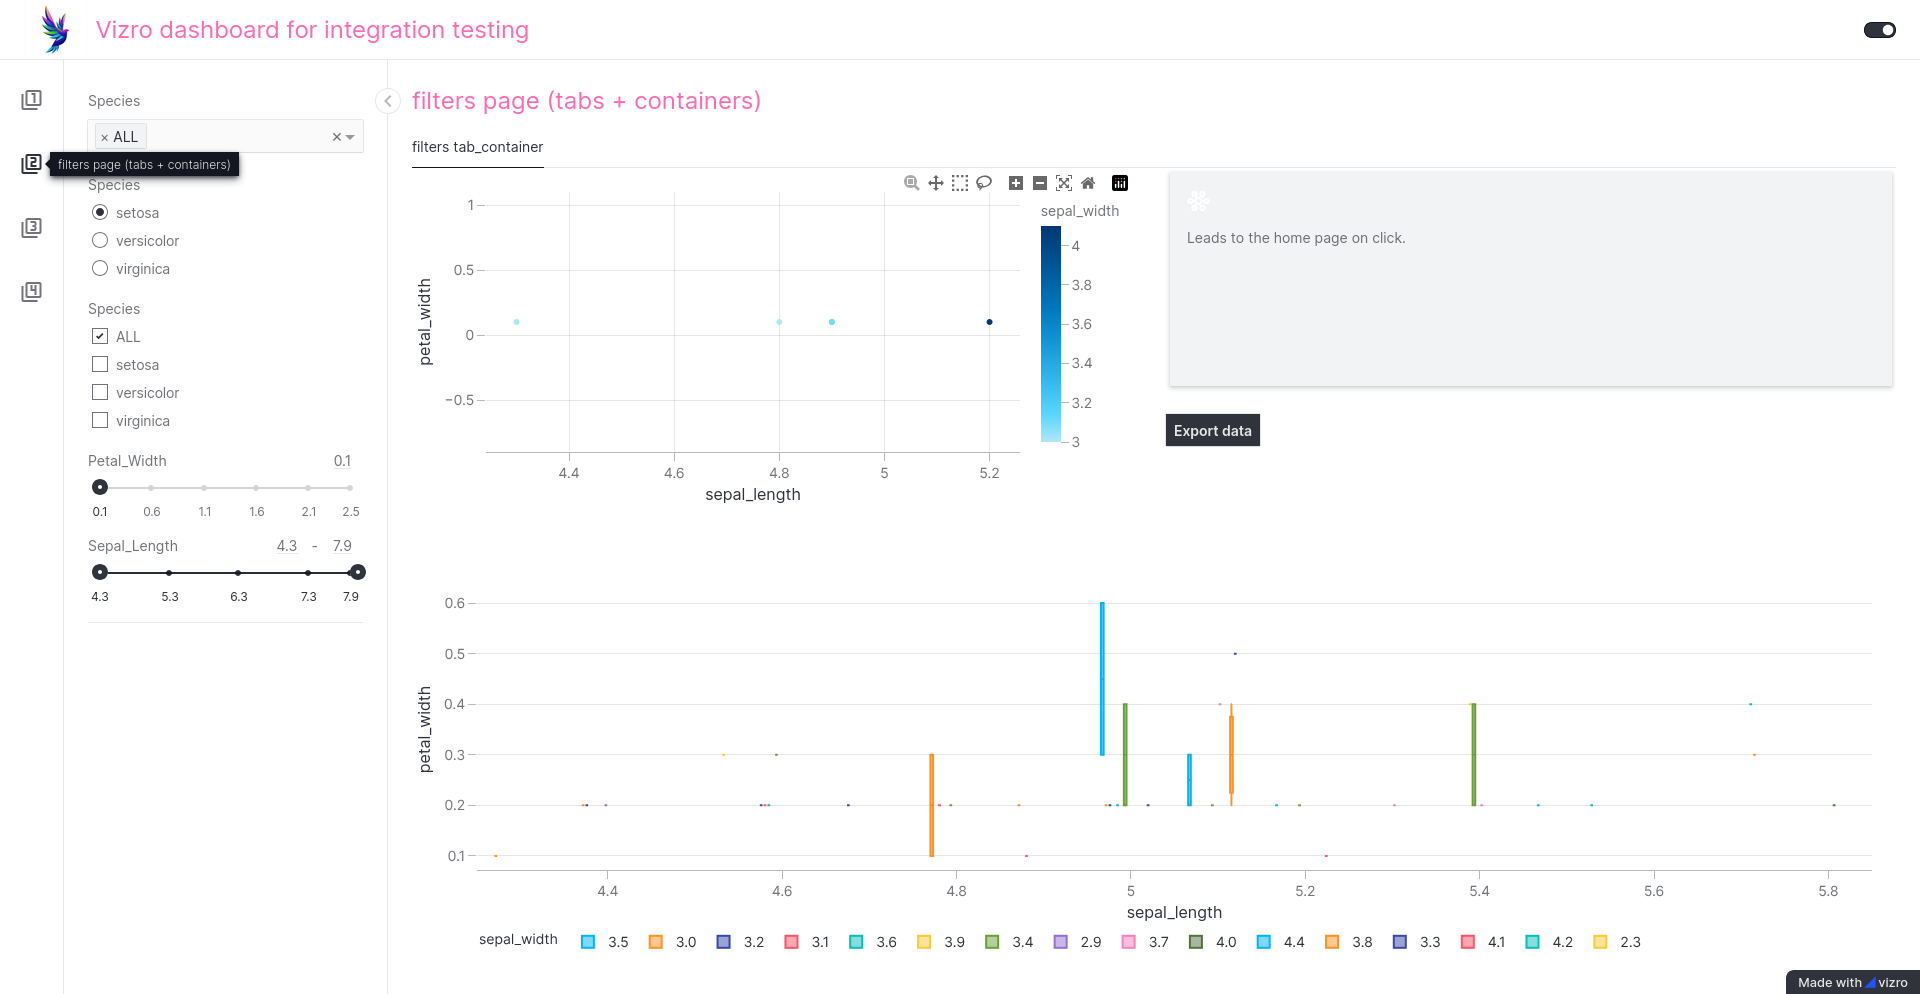 Vizro dashboard for integration testing
1
2
3
4
filters page (tabs + containers)
Species
× ALL ×
Species
setosa
versicolor
virginica
Species
ALL
setosa
versicolor
virginica
Petal_Width 0.1
0.1 0.6 1.1 1.6 2.1 2.5
Sepal_Length 4.3 - 7.9
4.3 5.3 6.3 7.3 7.9
filters page (tabs + containers)
filters tab_container
1
0.5
0
−0.5
petal_width
4.4 4.6 4.8 5 5.2
sepal_length
sepal_width
4
3.8
3.6
3.4
3.2
3
Leads to the home page on click.
Export data
0.6
0.5
0.4
0.3
0.2
0.1
petal_width
4.4 4.6 4.8 5 5.2 5.4 5.6 5.8
sepal_length
sepal_width 3.5 3.0 3.2 3.1 3.6 3.9 3.4 2.9 3.7 4.0 4.4 3.8 3.3 4.1 4.2 2.3
Made with vizro